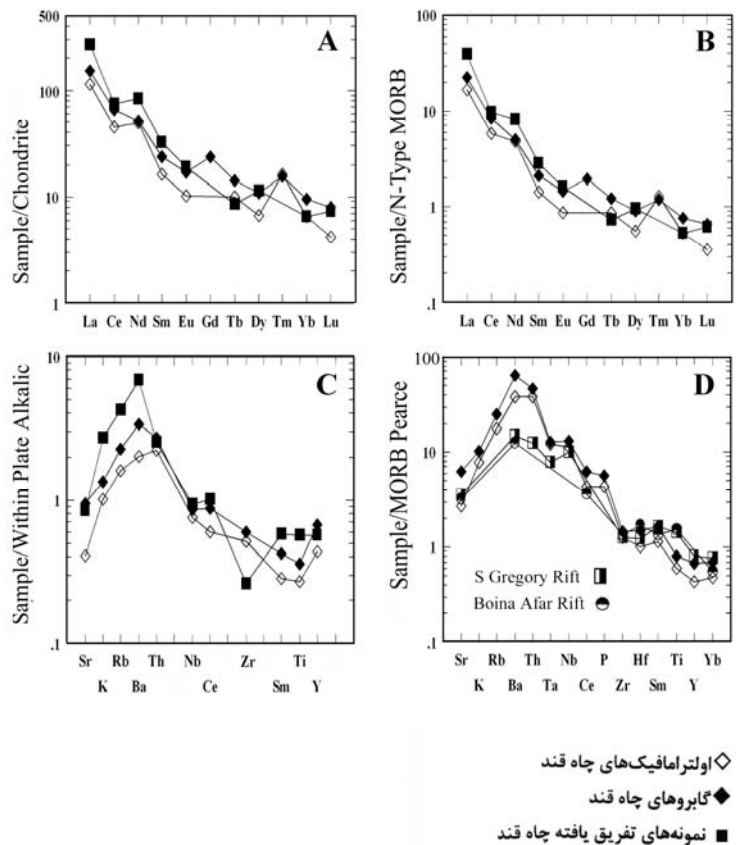 A
Sample/Chondrite
500
100
10
1
La Ce Nd Sm Eu Gd Tb Dy Tm Yb Lu
B
Sample/N-Type MORB
100
10
1
.1
La Ce Nd Sm Eu Gd Tb Dy Tm Yb Lu
C
Sample/Within Plate Alkalic
10
1
.1
Sr Rb Th Nb Zr Ti
K Ba Ce Sm Y
D
Sample/MORB Pearce
100
10
1
.1
S Gregory Rift
Boina Afar Rift
Sr Rb Th Nb P Hf Ti Yb
K Ba Ta Ce Zr Sm Y
اولترامافیک‌های چاه قند
گابروهای چاه قند
نمونه‌های تفریق یافته چاه قند